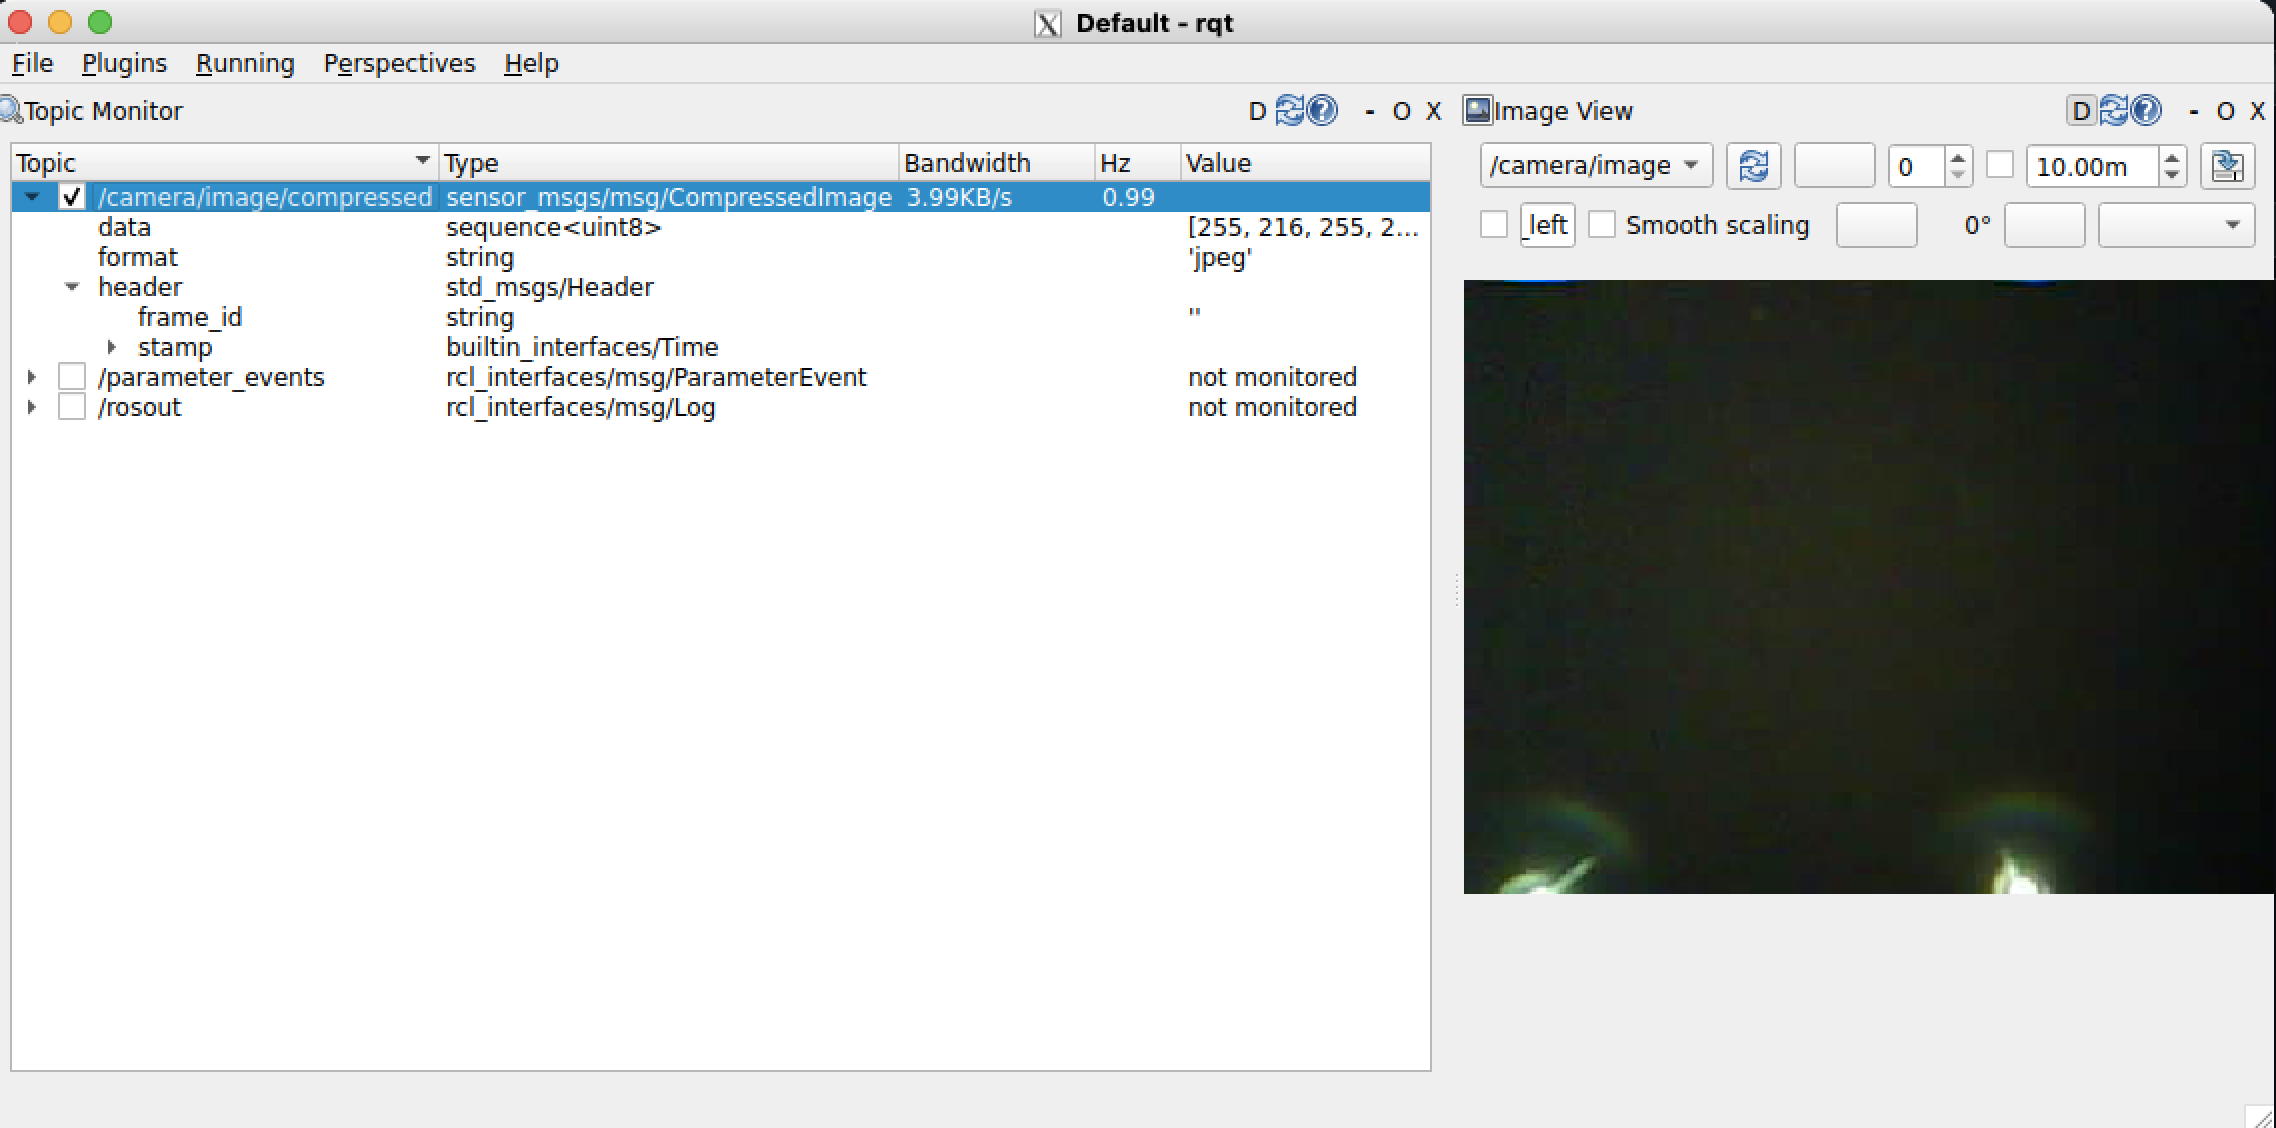 Default - rqt
File Plugins Running Perspectives Help
Topic Monitor D - O X
Topic Type Bandwidth Hz Value
/camera/image/compressed sensor_msgs/msg/CompressedImage 3.99KB/s 0.99
data sequence<uint8> [255, 216, 255, 2...
format string 'jpeg'
header std_msgs/Header
frame_id string ''
stamp builtin_interfaces/Time
/parameter_events rcl_interfaces/msg/ParameterEvent not monitored
/rosout rcl_interfaces/msg/Log not monitored
Image View D - O X
/camera/image 0 10.00m
_left Smooth scaling 0°